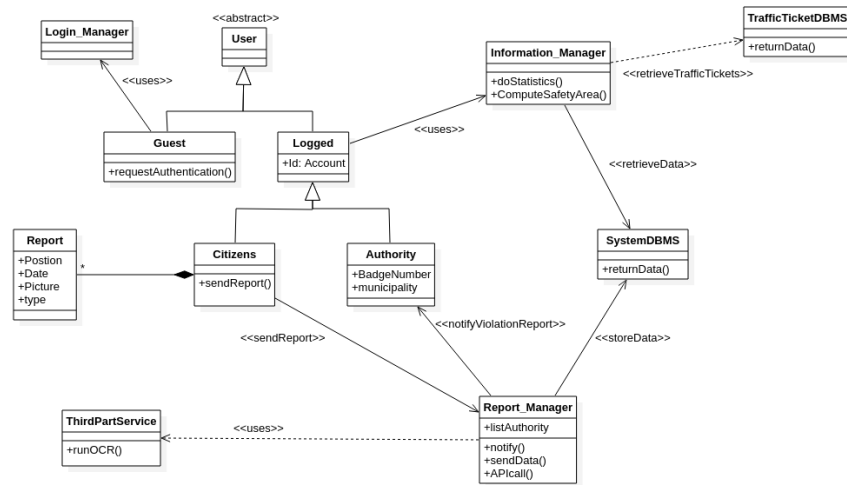 <<abstract>>
TrafficTicketDBMS
Login_Manager
User
+returnData()
Information_Manager
<<retrieveTrafficTickets>>
<<uses>>
+doStatistics()
+ComputeSafetyArea()
<<uses>>
Guest
Logged
+requestAuthentication()
+Id: Account
<<retrieveData>>
Report
Citizens
Authority
SystemDBMS
+Postion
+Date
+Picture
+type
*
+sendReport()
+BadgeNumber
+municipality
+returnData()
<<sendReport>>
<<notifyViolationReport>>
<<storeData>>
ThirdPartService
<<uses>>
Report_Manager
+runOCR()
+listAuthority
+notify()
+sendData()
+APIcall()